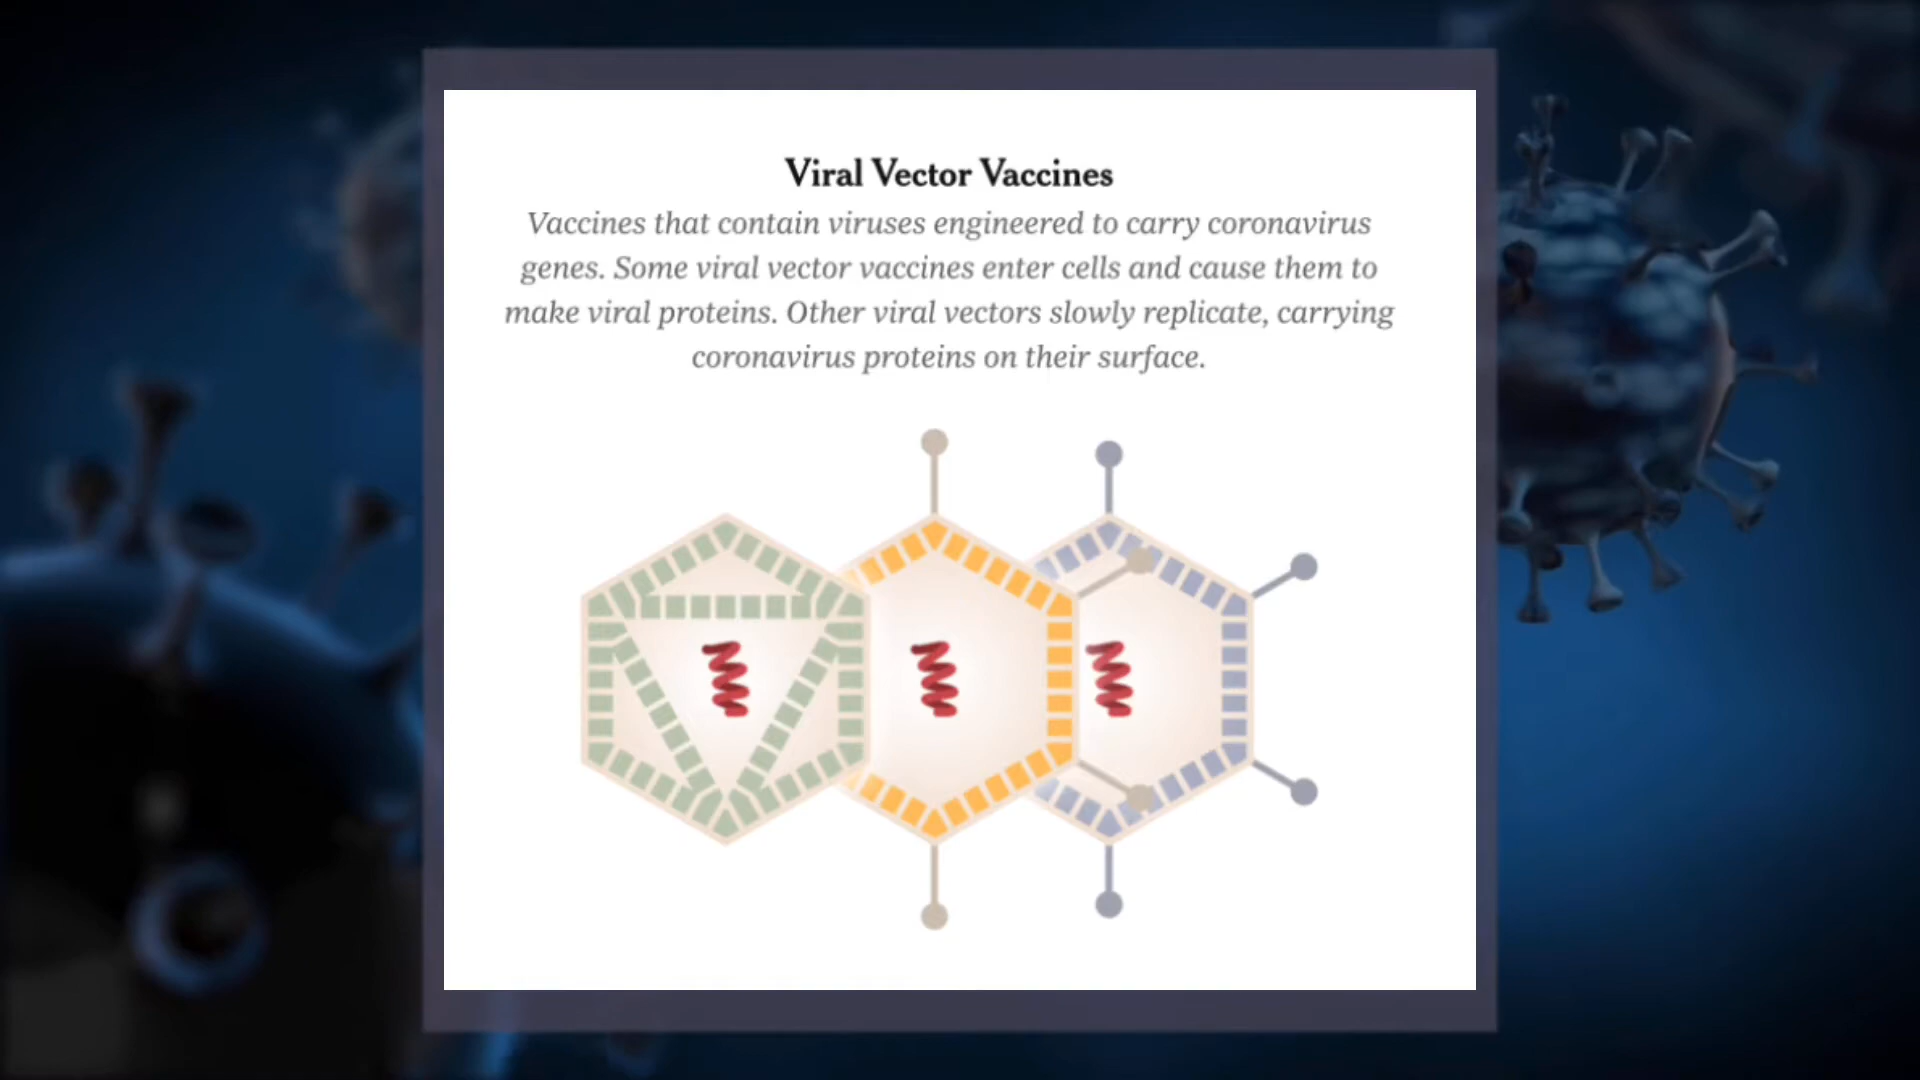 Viral Vector Vaccines
Vaccines that contain viruses engineered to carry coronavirus
genes. Some viral vector vaccines enter cells and cause them to
make viral proteins. Other viral vectors slowly replicate, carrying
coronavirus proteins on their surface.